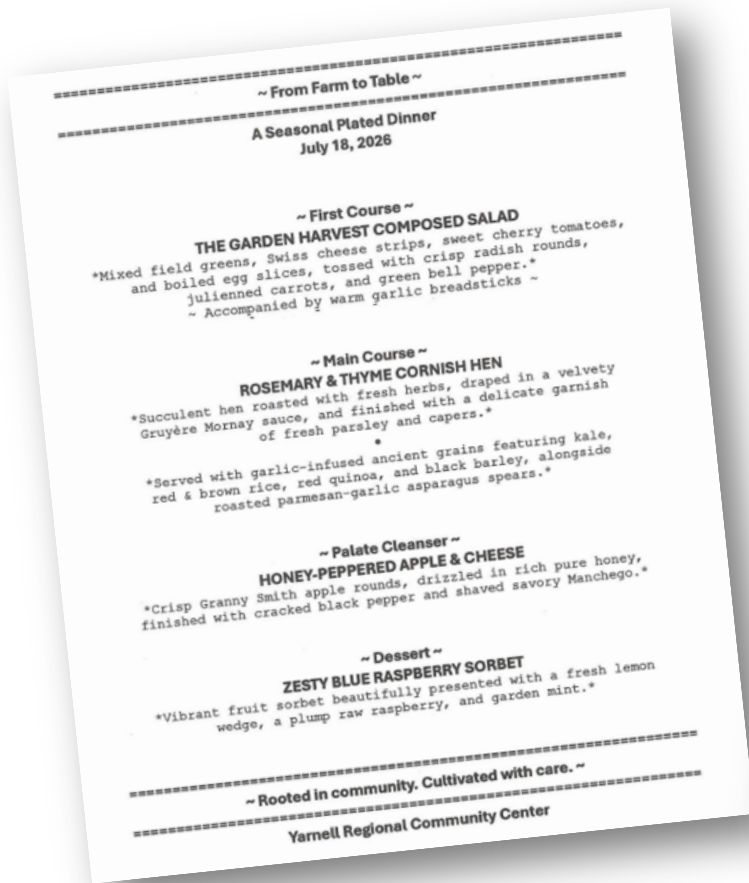 ==================================================================
~ From Farm to Table ~
==================================================================
A Seasonal Plated Dinner
July 18, 2026
~ First Course ~
THE GARDEN HARVEST COMPOSED SALAD
*Mixed field greens, Swiss cheese strips, sweet cherry tomatoes,
and boiled egg slices, tossed with crisp radish rounds,
julienned carrots, and green bell pepper.*
~ Accompanied by warm garlic breadsticks ~
~ Main Course ~
ROSEMARY & THYME CORNISH HEN
*Succulent hen roasted with fresh herbs, draped in a velvety
Gruyère Mornay sauce, and finished with a delicate garnish
of fresh parsley and capers.*
•
*Served with garlic-infused ancient grains featuring kale,
red & brown rice, red quinoa, and black barley, alongside
roasted parmesan-garlic asparagus spears.*
~ Palate Cleanser ~
HONEY-PEPPERED APPLE & CHEESE
*Crisp Granny Smith apple rounds, drizzled in rich pure honey,
finished with cracked black pepper and shaved savory Manchego.*
~ Dessert ~
ZESTY BLUE RASPBERRY SORBET
*Vibrant fruit sorbet beautifully presented with a fresh lemon
wedge, a plump raw raspberry, and garden mint.*
==================================================================
~ Rooted in community. Cultivated with care. ~
==================================================================
Yarnell Regional Community Center